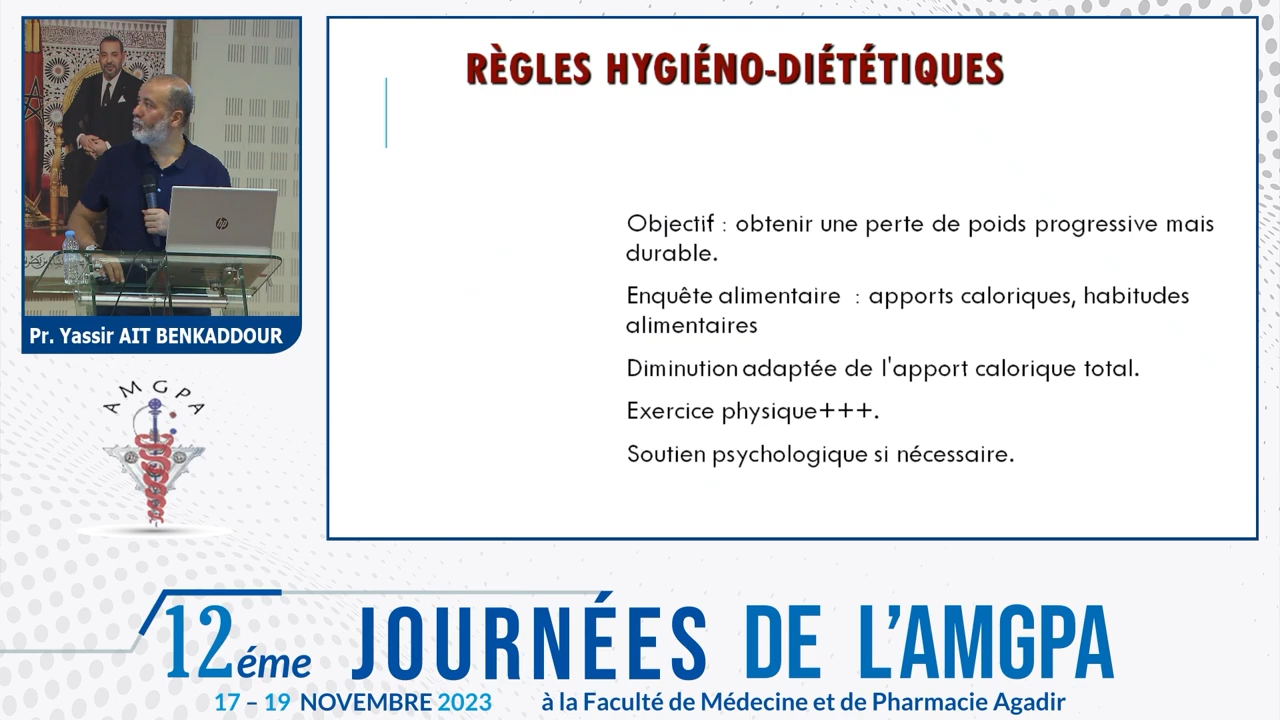 RÈGLES HYGIÉNO-DIÉTÉTIQUES
Objectif : obtenir une perte de poids progressive mais
durable.
Enquête alimentaire : apports caloriques, habitudes
alimentaires
Diminution adaptée de l'apport calorique total.
Exercice physique+++.
Soutien psychologique si nécessaire.
hp
Pr. Yassir AIT BENKADDOUR
AMGPA
12éme JOURNÉES DE L'AMGPA
17 – 19 NOVEMBRE 2023 à la Faculté de Médecine et de Pharmacie Agadir